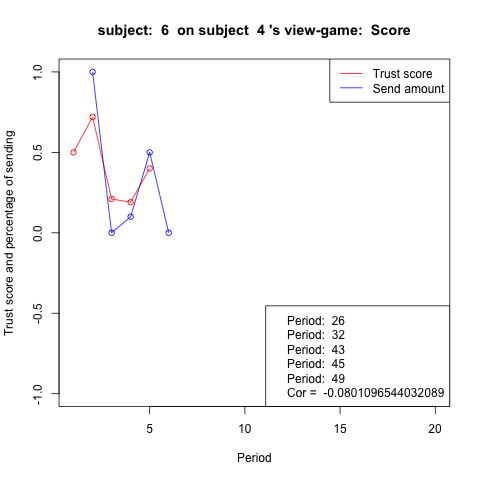 subject:  6  on subject  4 's view-game:  Score
Trust score
Send amount
Trust score and percentage of sending
1.0
0.5
0.0
-0.5
-1.0
Period:  26
Period:  32
Period:  43
Period:  45
Period:  49
Cor =  -0.0801096544032089
5 10 15 20
Period